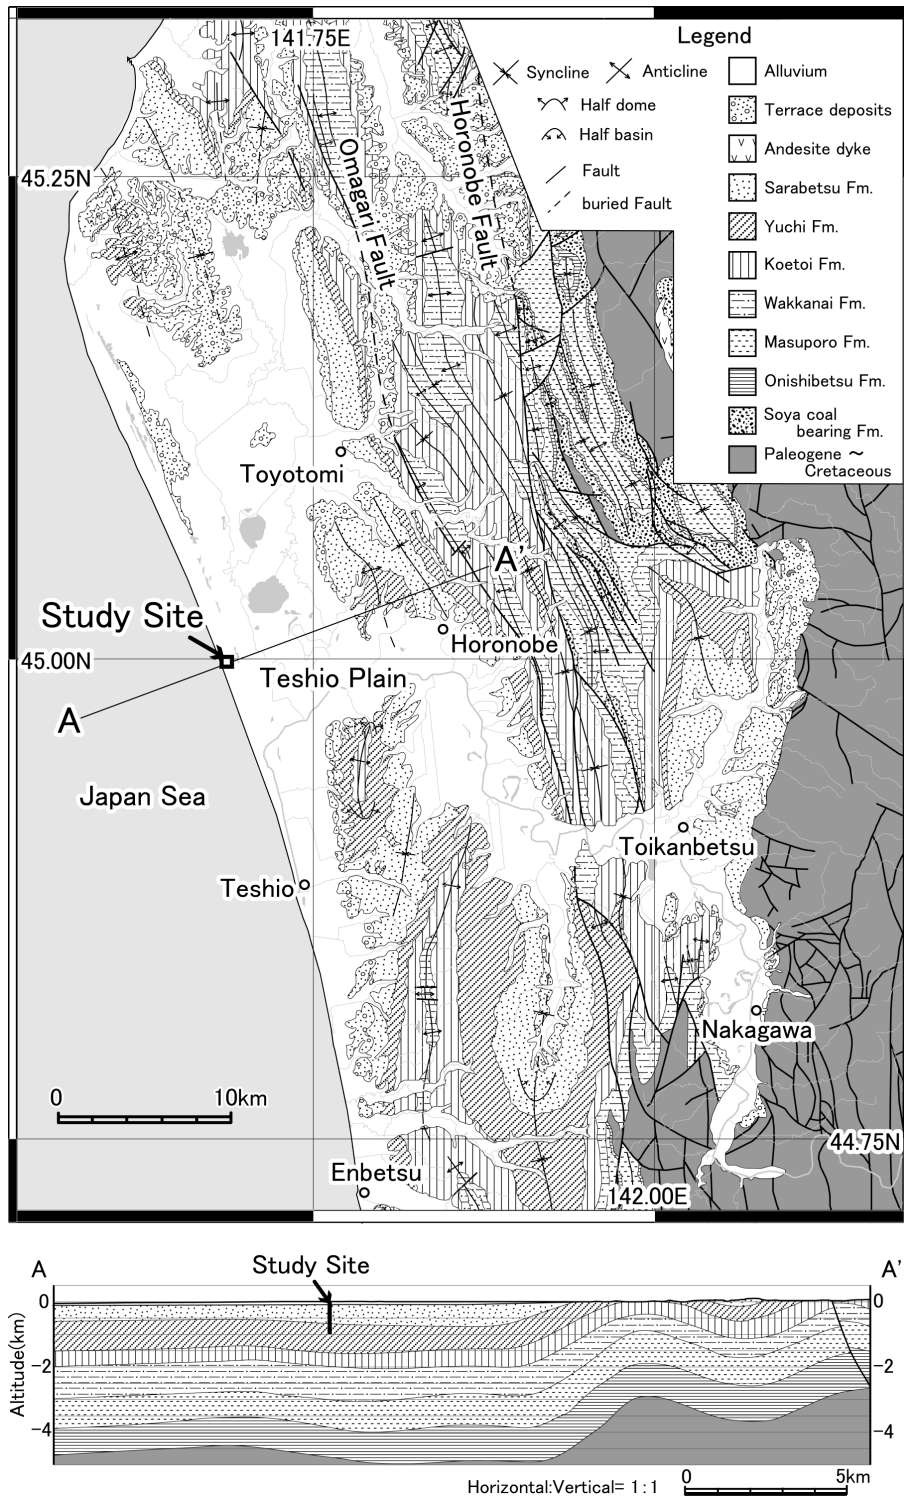 141.75E
Legend
Syncline
Anticline
Half dome
Half basin
Fault
buried Fault
Alluvium
Terrace deposits
Andesite dyke
Sarabetsu Fm.
Yuchi Fm.
Koetoi Fm.
Wakkanai Fm.
Masuporo Fm.
Onishibetsu Fm.
Soya coal
bearing Fm.
Paleogene ~
Cretaceous
Omagari Fault
Horonobe Fault
45.25N
Toyotomi
A'
Study Site
Horonobe
45.00N
Teshio Plain
A
Japan Sea
Toikanbetsu
Teshio
Nakagawa
0 10km
44.75N
Enbetsu
142.00E
A
Study Site
A'
0
0
-2
-2
-4
-4
Altitude(km)
Horizontal:Vertical= 1:1
0 5km